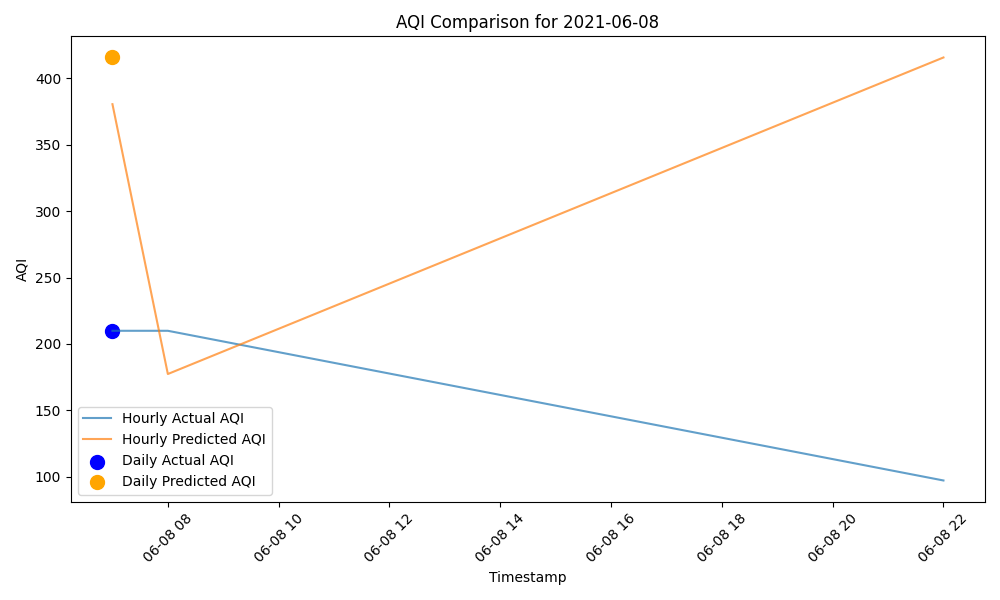 AQI Comparison for 2021-06-08
AQI
400
350
300
250
200
150
100
Hourly Actual AQI
Hourly Predicted AQI
Daily Actual AQI
Daily Predicted AQI
06-08 08
06-08 10
06-08 12
06-08 14
06-08 16
06-08 18
06-08 20
06-08 22
Timestamp